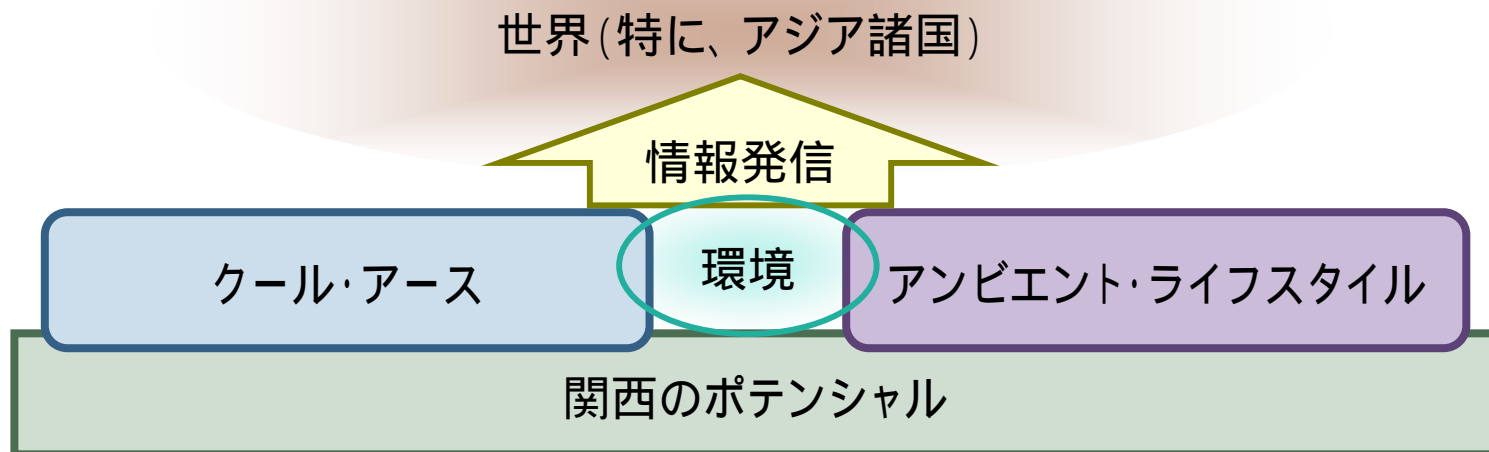 世界(特に、アジア諸国)
情報発信
クール・アース
環境
アンビエント・ライフスタイル
関西のポテンシャル